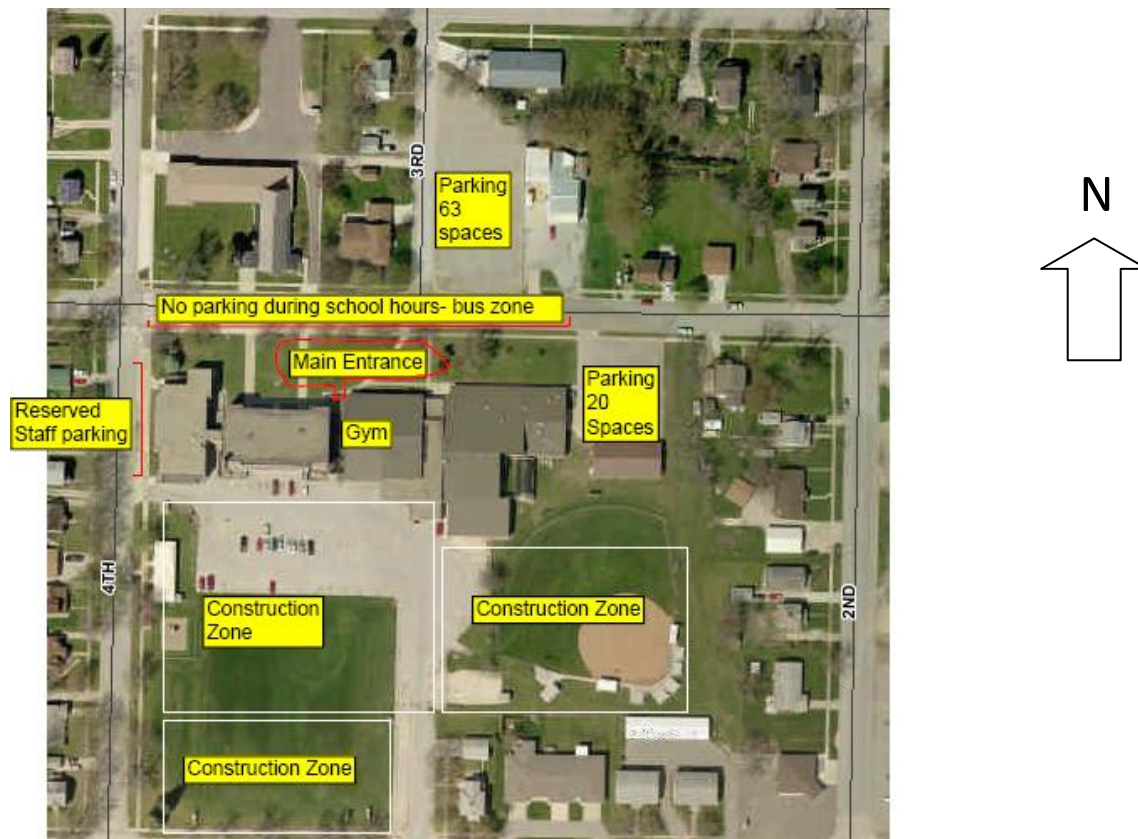 N
3RD
Parking
63
spaces
No parking during school hours- bus zone
Main Entrance
Parking
20
Spaces
Reserved
Staff parking
Gym
4TH
2ND
Construction
Zone
Construction Zone
Construction Zone